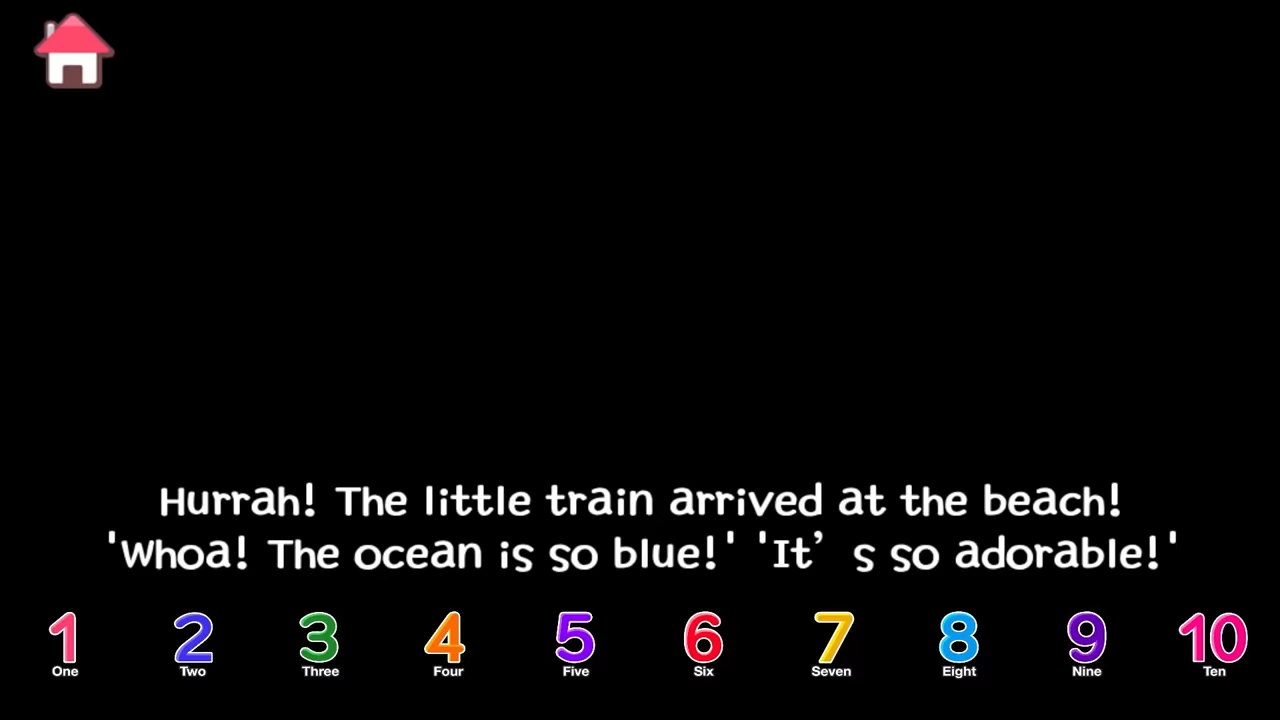 Hurrah! The little train arrived at the beach!
'Whoa! The ocean is so blue!' 'It’s so adorable!'
1 2 3 4 5 6 7 8 9 10
One Two Three Four Five Six Seven Eight Nine Ten